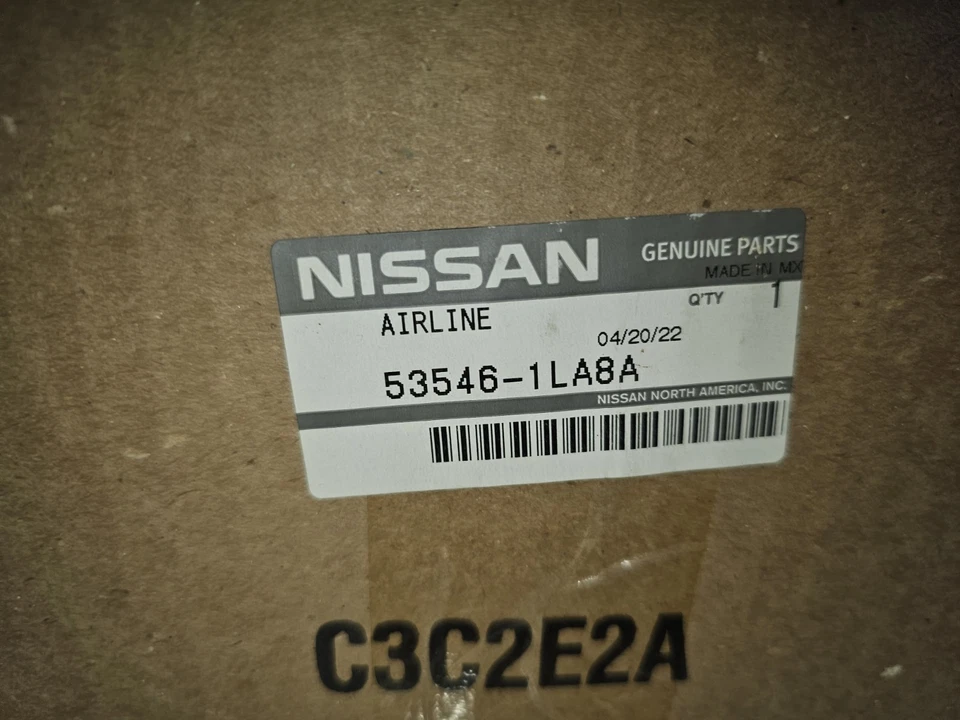 NISSAN GENUINE PARTS
MADE IN MX
AIRLINE Q'TY 1
04/20/22
53546-1LA8A
NISSAN NORTH AMERICA, INC.
C3C2E2A